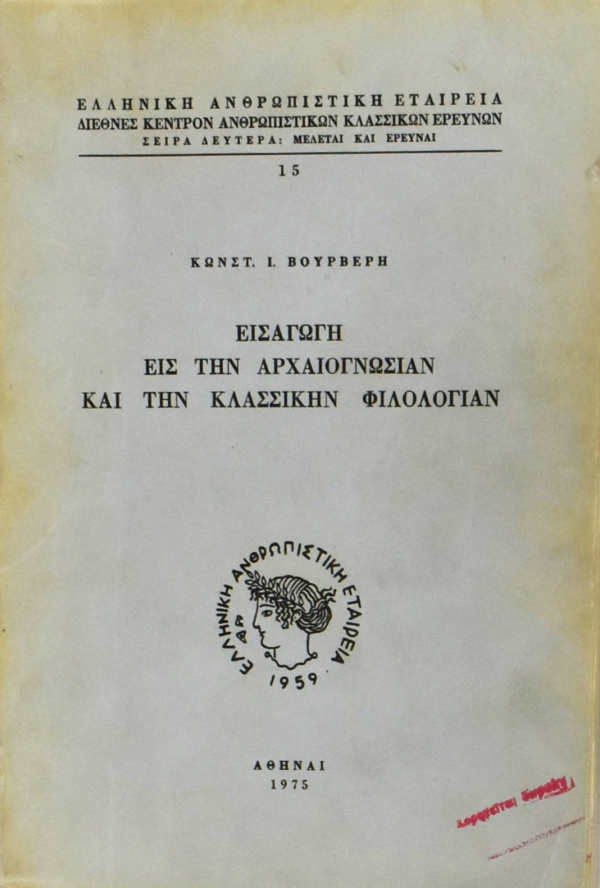 ΕΛΛΗΝΙΚΗ ΑΝΘΡΩΠΙΣΤΙΚΗ ΕΤΑΙΡΕΙΑ
ΔΙΕΘΝΕΣ ΚΕΝΤΡΟΝ ΑΝΘΡΩΠΙΣΤΙΚΩΝ ΚΛΑΣΣΙΚΩΝ ΕΡΕΥΝΩΝ
ΣΕΙΡΑ ΔΕΥΤΕΡΑ: ΜΕΛΕΤΑΙ ΚΑΙ ΕΡΕΥΝΑΙ
15
ΚΩΝΣΤ. Ι. ΒΟΥΡΒΕΡΗ
ΕΙΣΑΓΩΓΗ
ΕΙΣ ΤΗΝ ΑΡΧΑΙΟΓΝΩΣΙΑΝ
ΚΑΙ ΤΗΝ ΚΛΑΣΣΙΚΗΝ ΦΙΛΟΛΟΓΙΑΝ
ΕΛΛΗΝΙΚΗ ΑΝΘΡΩΠΙΣΤΙΚΗ ΕΤΑΙΡΕΙΑ
1959
ΑΘΗΝΑΙ
1975